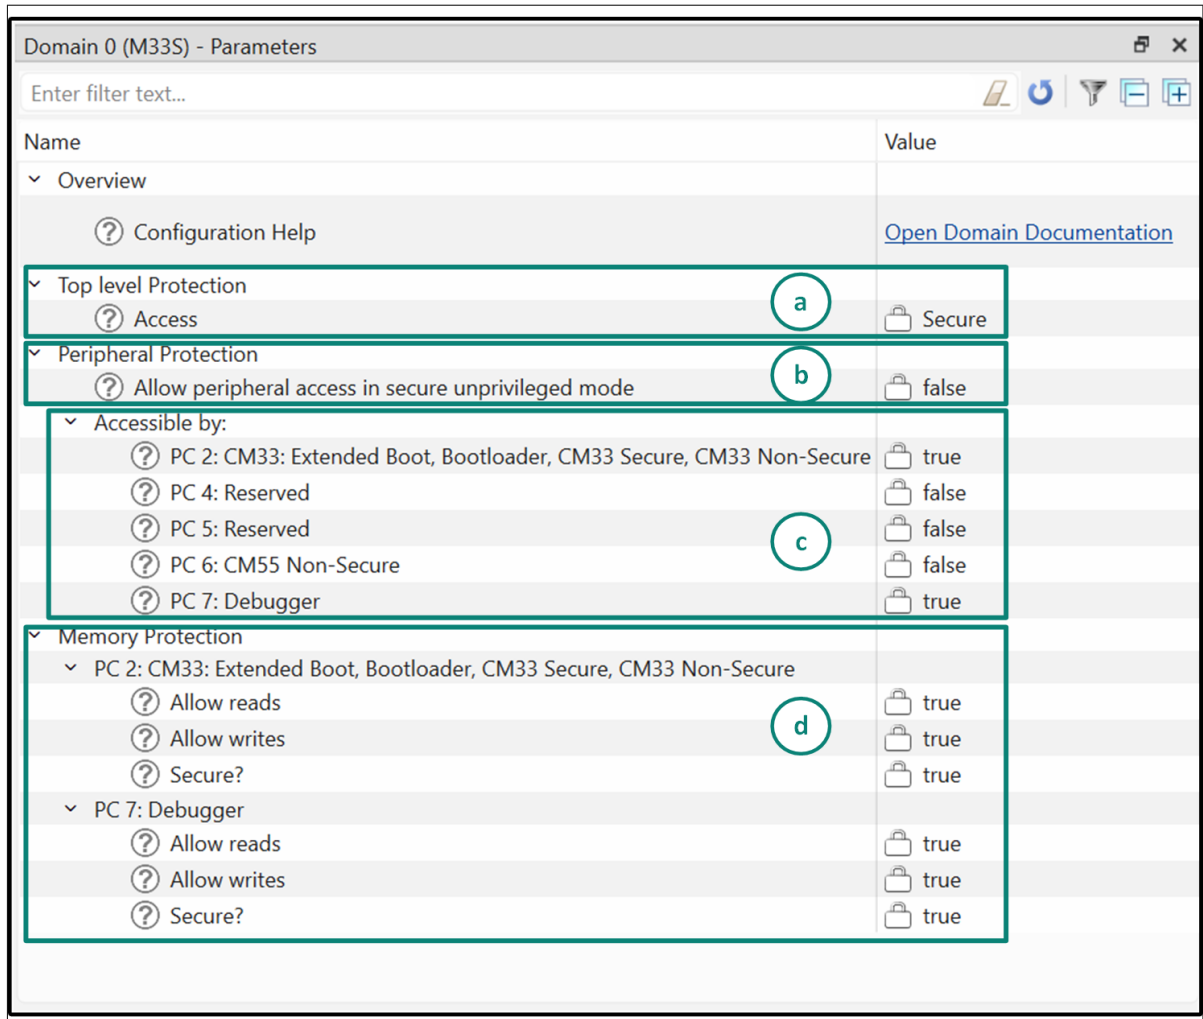 Domain 0 (M33S) - Parameters
Enter filter text...
Name Value
Overview
Configuration Help Open Domain Documentation
Top level Protection
a
Access Secure
Peripheral Protection
b
Allow peripheral access in secure unprivileged mode false
Accessible by:
PC 2: CM33: Extended Boot, Bootloader, CM33 Secure, CM33 Non-Secure true
PC 4: Reserved false
PC 5: Reserved false
c
PC 6: CM55 Non-Secure false
PC 7: Debugger true
Memory Protection
PC 2: CM33: Extended Boot, Bootloader, CM33 Secure, CM33 Non-Secure
Allow reads true
d
Allow writes true
Secure? true
PC 7: Debugger
Allow reads true
Allow writes true
Secure? true